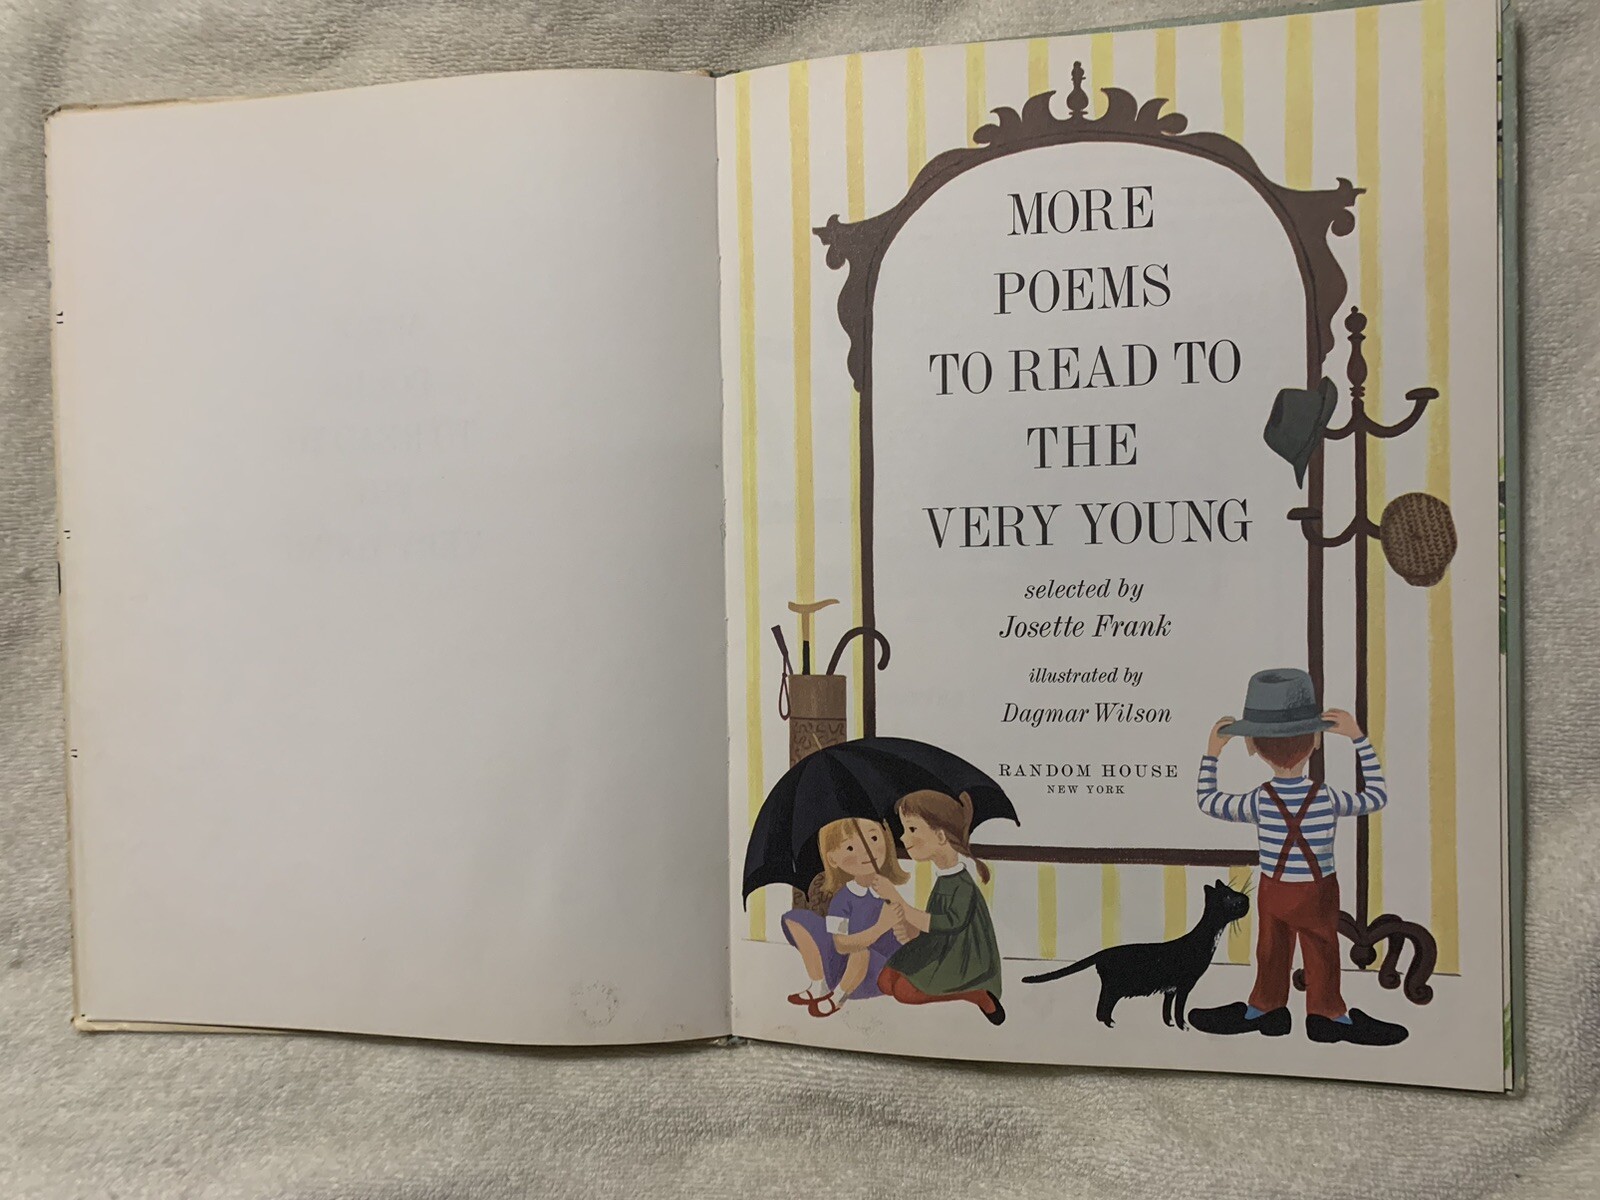 MORE
POEMS
TO READ TO
THE
VERY YOUNG
selected by
Josette Frank
illustrated by
Dagmar Wilson
RANDOM HOUSE
NEW YORK